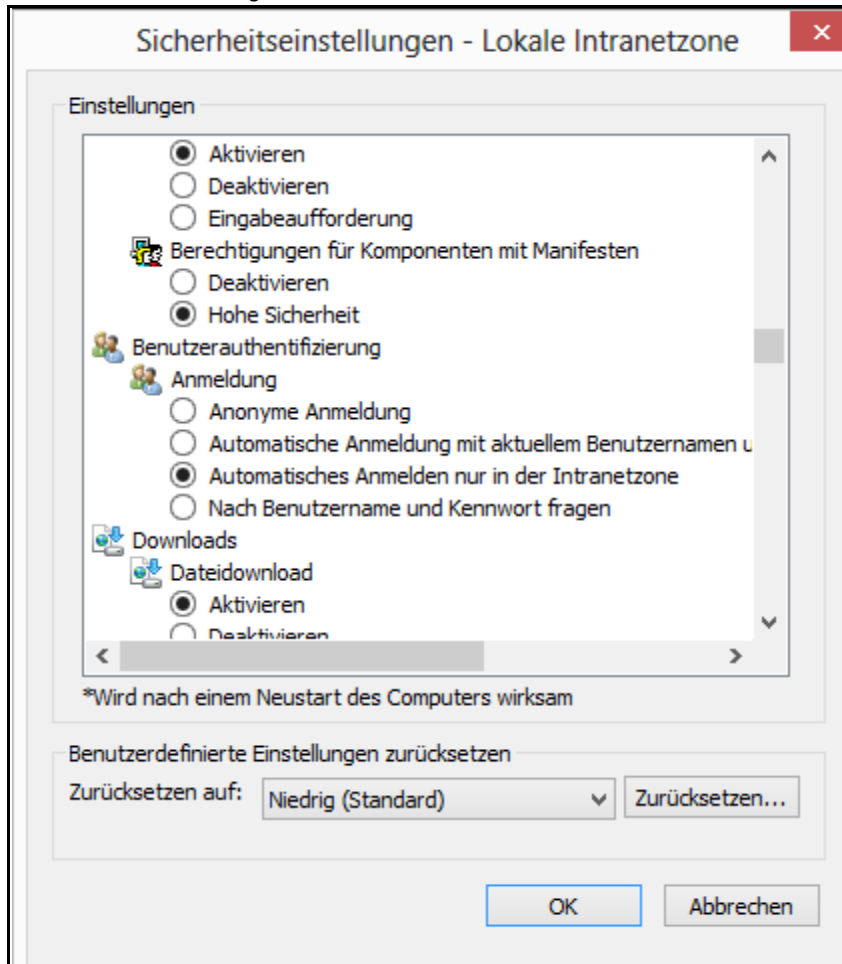 Sicherheitseinstellungen - Lokale Intranetzone
Einstellungen
Aktivieren
Deaktivieren
Eingabeaufforderung
Berechtigungen für Komponenten mit Manifesten
Deaktivieren
Hohe Sicherheit
Benutzerauthentifizierung
Anmeldung
Anonyme Anmeldung
Automatische Anmeldung mit aktuellem Benutzernamen u
Automatisches Anmelden nur in der Intranetzone
Nach Benutzername und Kennwort fragen
Downloads
Dateidownload
Aktivieren
Deaktivieren
*Wird nach einem Neustart des Computers wirksam
Benutzerdefinierte Einstellungen zurücksetzen
Zurücksetzen auf: Niedrig (Standard) Zurücksetzen...
OK Abbrechen